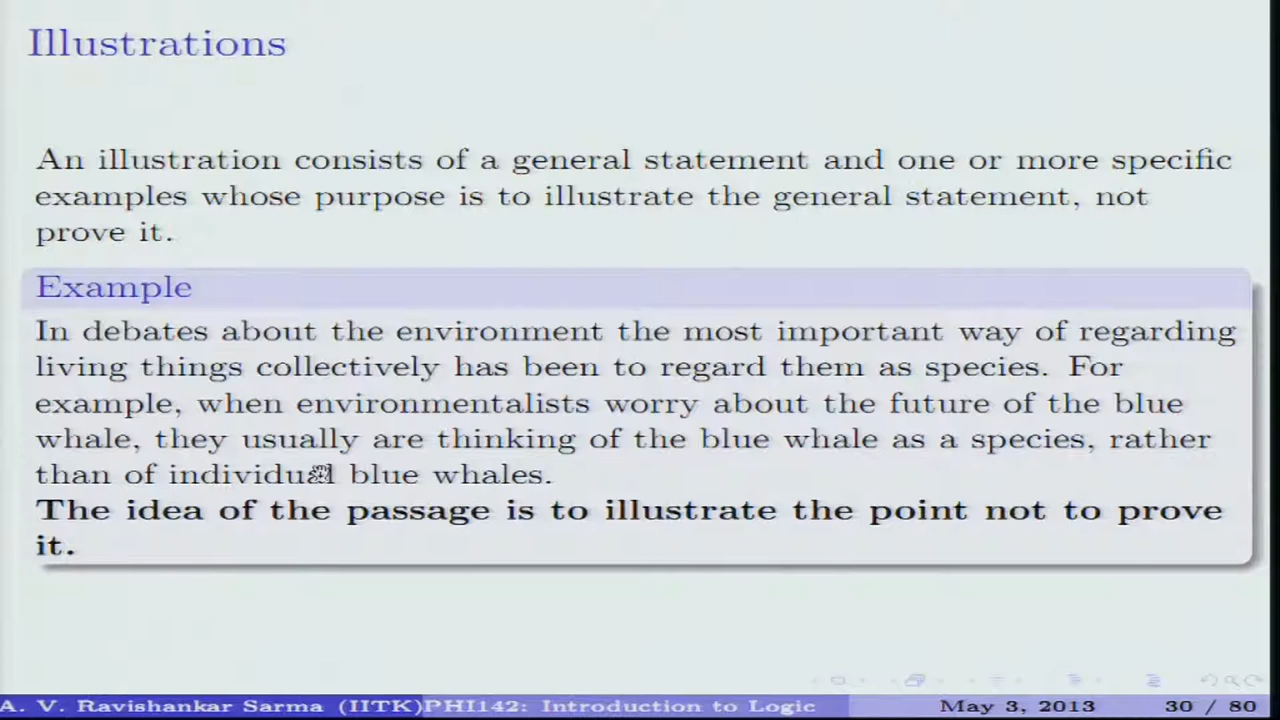 Illustrations
An illustration consists of a general statement and one or more specific
examples whose purpose is to illustrate the general statement, not
prove it.
Example
In debates about the environment the most important way of regarding
living things collectively has been to regard them as species. For
example, when environmentalists worry about the future of the blue
whale, they usually are thinking of the blue whale as a species, rather
than of individual blue whales.
The idea of the passage is to illustrate the point not to prove
it.
A. V. Ravishankar Sarma (IITK) PHI142: Introduction to Logic May 3, 2013 30 / 80